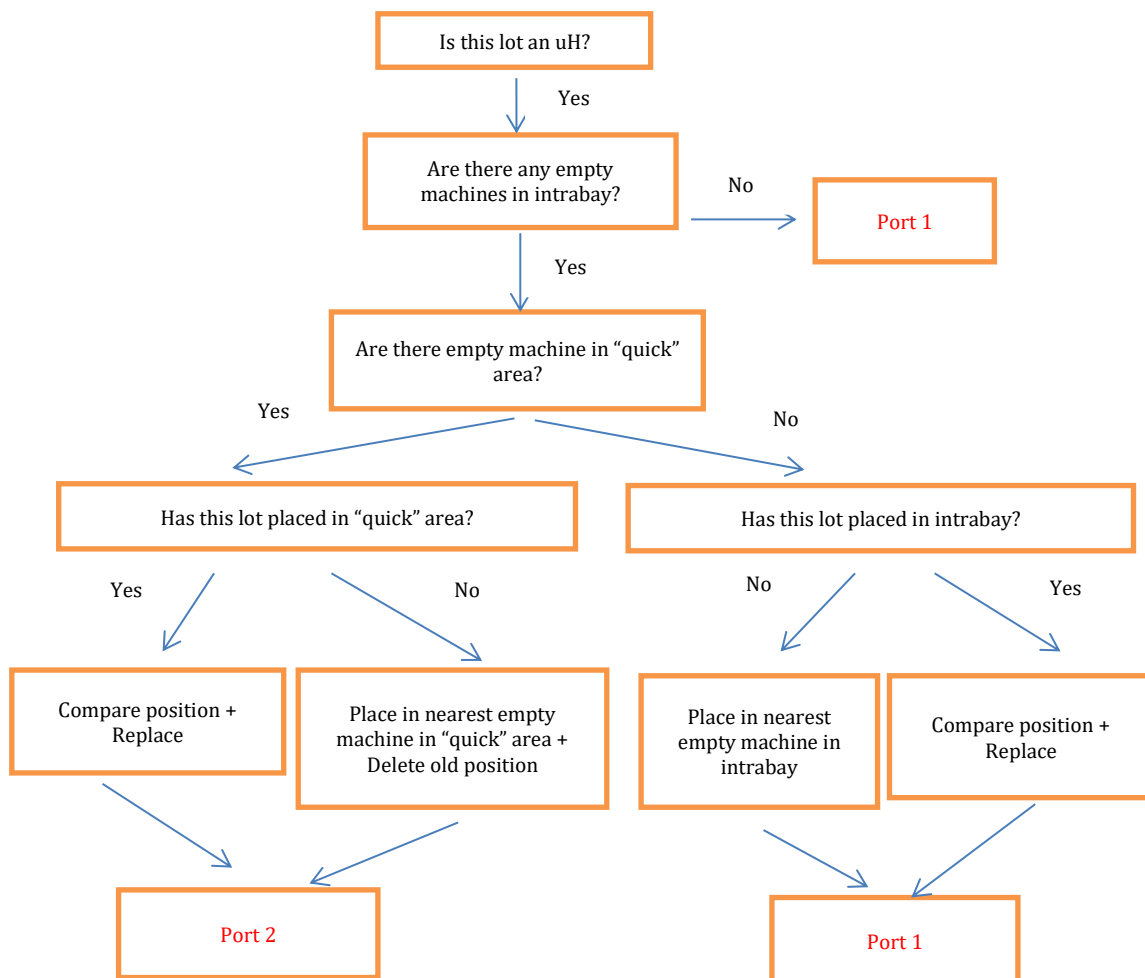 Is this lot an uH?
Yes
Are there any empty
machines in intrabay?
No
Port 1
Yes
Are there empty machine in “quick”
area?
Yes
No
Has this lot placed in “quick” area?
Has this lot placed in intrabay?
Yes
No
No
Yes
Compare position +
Replace
Place in nearest empty
machine in “quick” area +
Delete old position
Place in nearest
empty machine in
intrabay
Compare position +
Replace
Port 2
Port 1